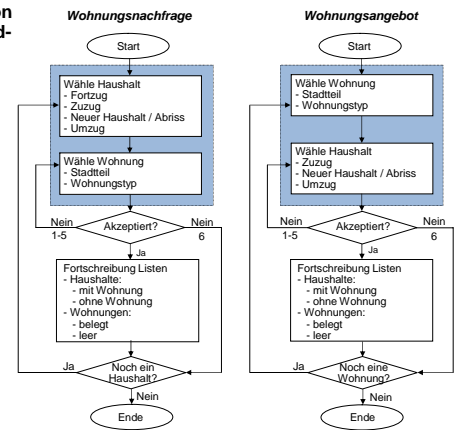 on
d-
Wohnungsnachfrage
Start
Wähle Haushalt
- Fortzug
- Zuzug
- Neuer Haushalt / Abriss
- Umzug
Wähle Wohnung
- Stadtteil
- Wohnungstyp
Nein
1-5
Akzeptiert?
Nein
6
Ja
Fortschreibung Listen
- Haushalte:
- mit Wohnung
- ohne Wohnung
- Wohnungen:
- belegt
- leer
Ja
Noch ein
Haushalt?
Nein
Ende
Wohnungsangebot
Start
Wähle Wohnung
- Stadtteil
- Wohnungstyp
Wähle Haushalt
- Zuzug
- Neuer Haushalt / Abriss
- Umzug
Nein
1-5
Akzeptiert?
Nein
6
Ja
Fortschreibung Listen
- Haushalte:
- mit Wohnung
- ohne Wohnung
- Wohnungen:
- belegt
- leer
Ja
Noch eine
Wohnung?
Nein
Ende